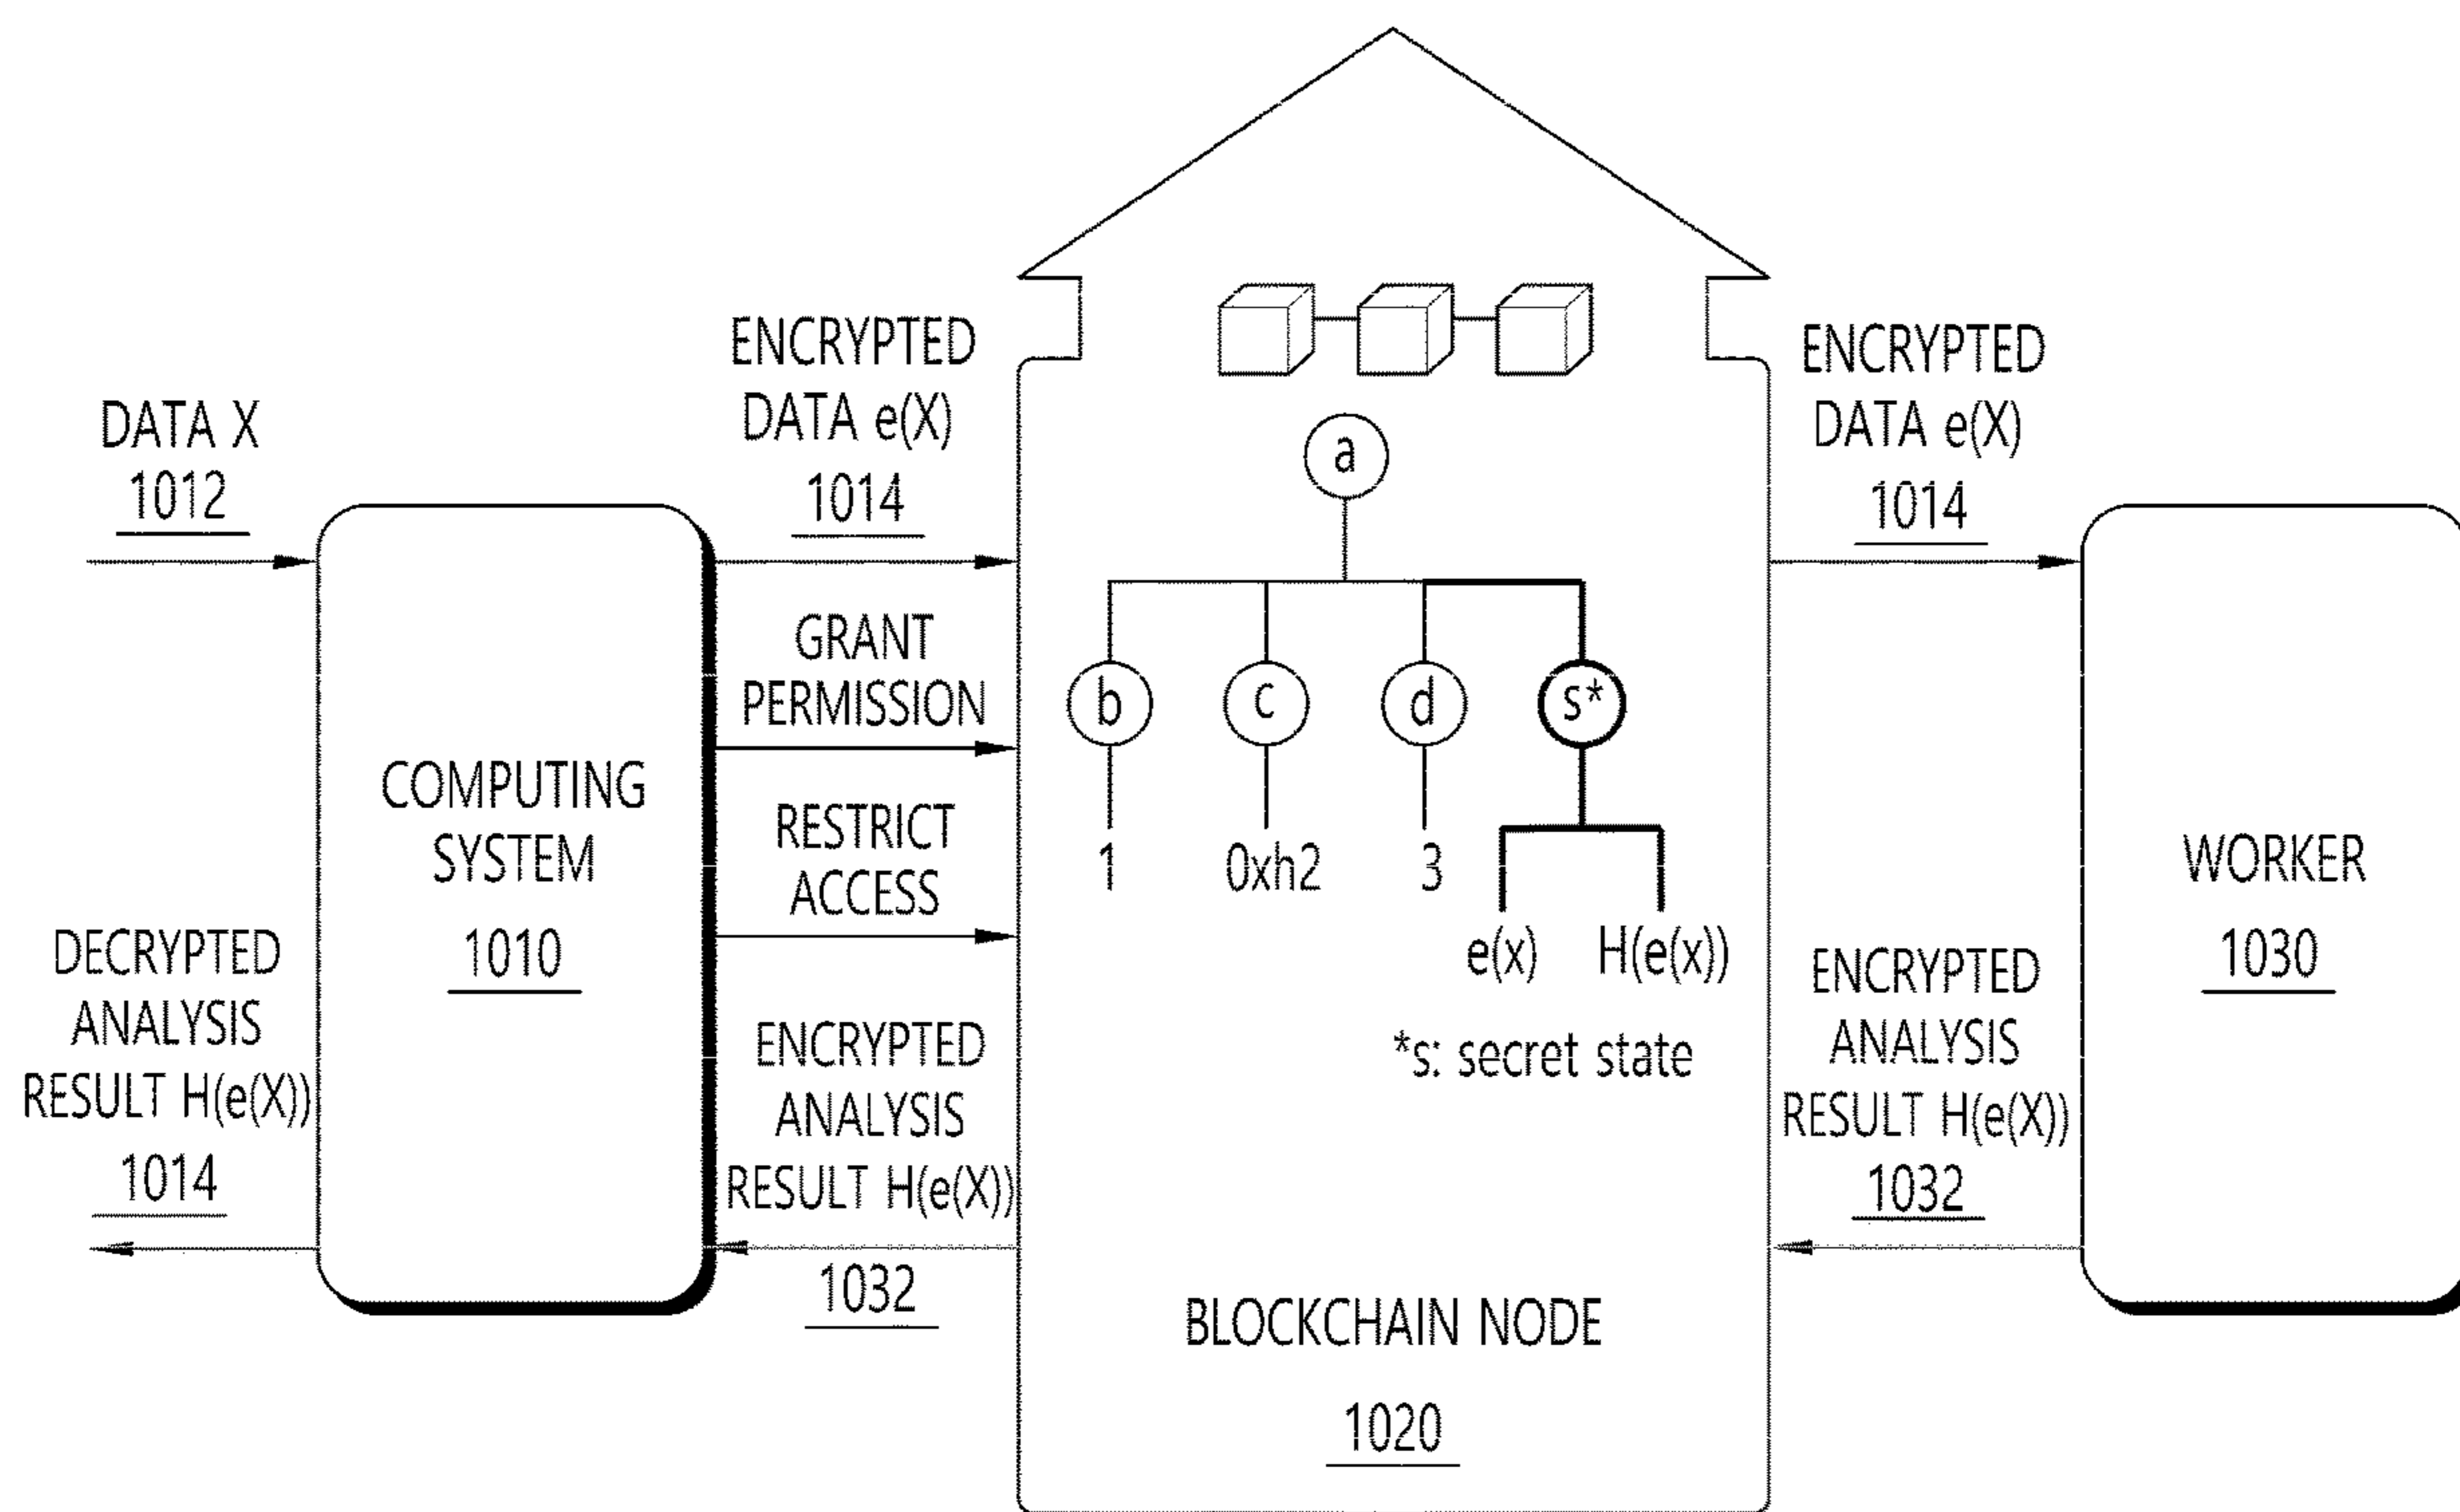 DATA X
1012
COMPUTING
SYSTEM
1010
DECRYPTED
ANALYSIS
RESULT H(e(X))
1014
ENCRYPTED
DATA e(X)
1014
GRANT
PERMISSION
RESTRICT
ACCESS
ENCRYPTED
ANALYSIS
RESULT H(e(X))
1032
a
b c d s*
1 0xh2 3
e(x) H(e(x))
*s: secret state
BLOCKCHAIN NODE
1020
ENCRYPTED
DATA e(X)
1014
ENCRYPTED
ANALYSIS
RESULT H(e(X))
1032
WORKER
1030